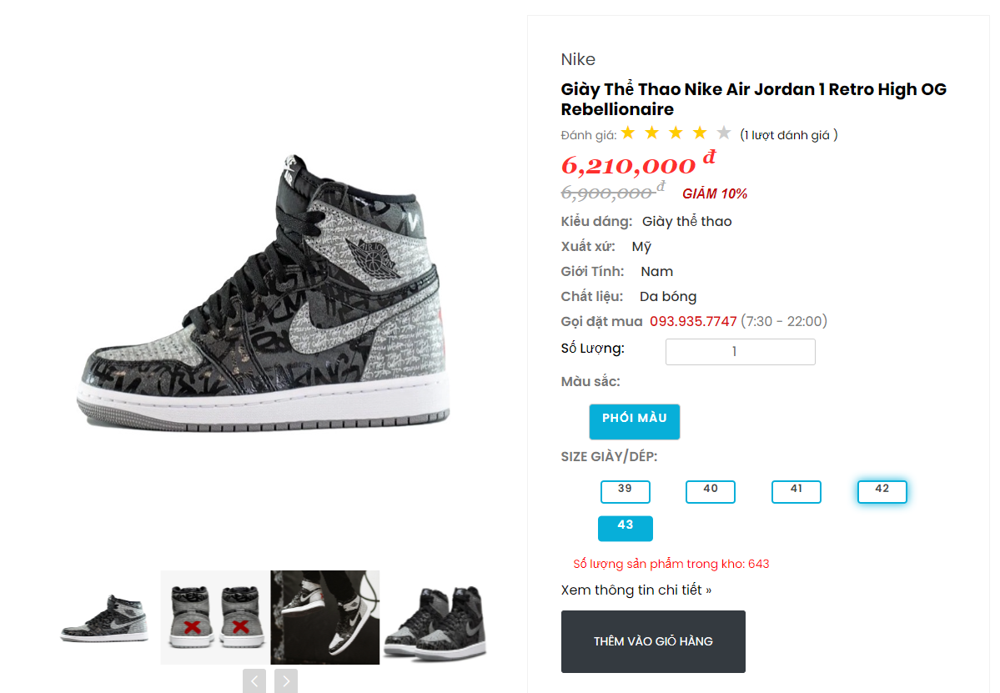 Nike
Giày Thể Thao Nike Air Jordan 1 Retro High OG
Rebellionaire
Đánh giá: (1 lượt đánh giá )
6,210,000 đ
6,900,000 đ GIẢM 10%
Kiểu dáng: Giày thể thao
Xuất xứ: Mỹ
Giới Tính: Nam
Chất liệu: Da bóng
Gọi đặt mua 093.935.7747 (7:30 - 22:00)
Số Lượng: 1
Màu sắc:
PHỐI MÀU
SIZE GIÀY/DÉP:
39 40 41 42
43
Số lượng sản phẩm trong kho: 643
Xem thông tin chi tiết »
THÊM VÀO GIỎ HÀNG